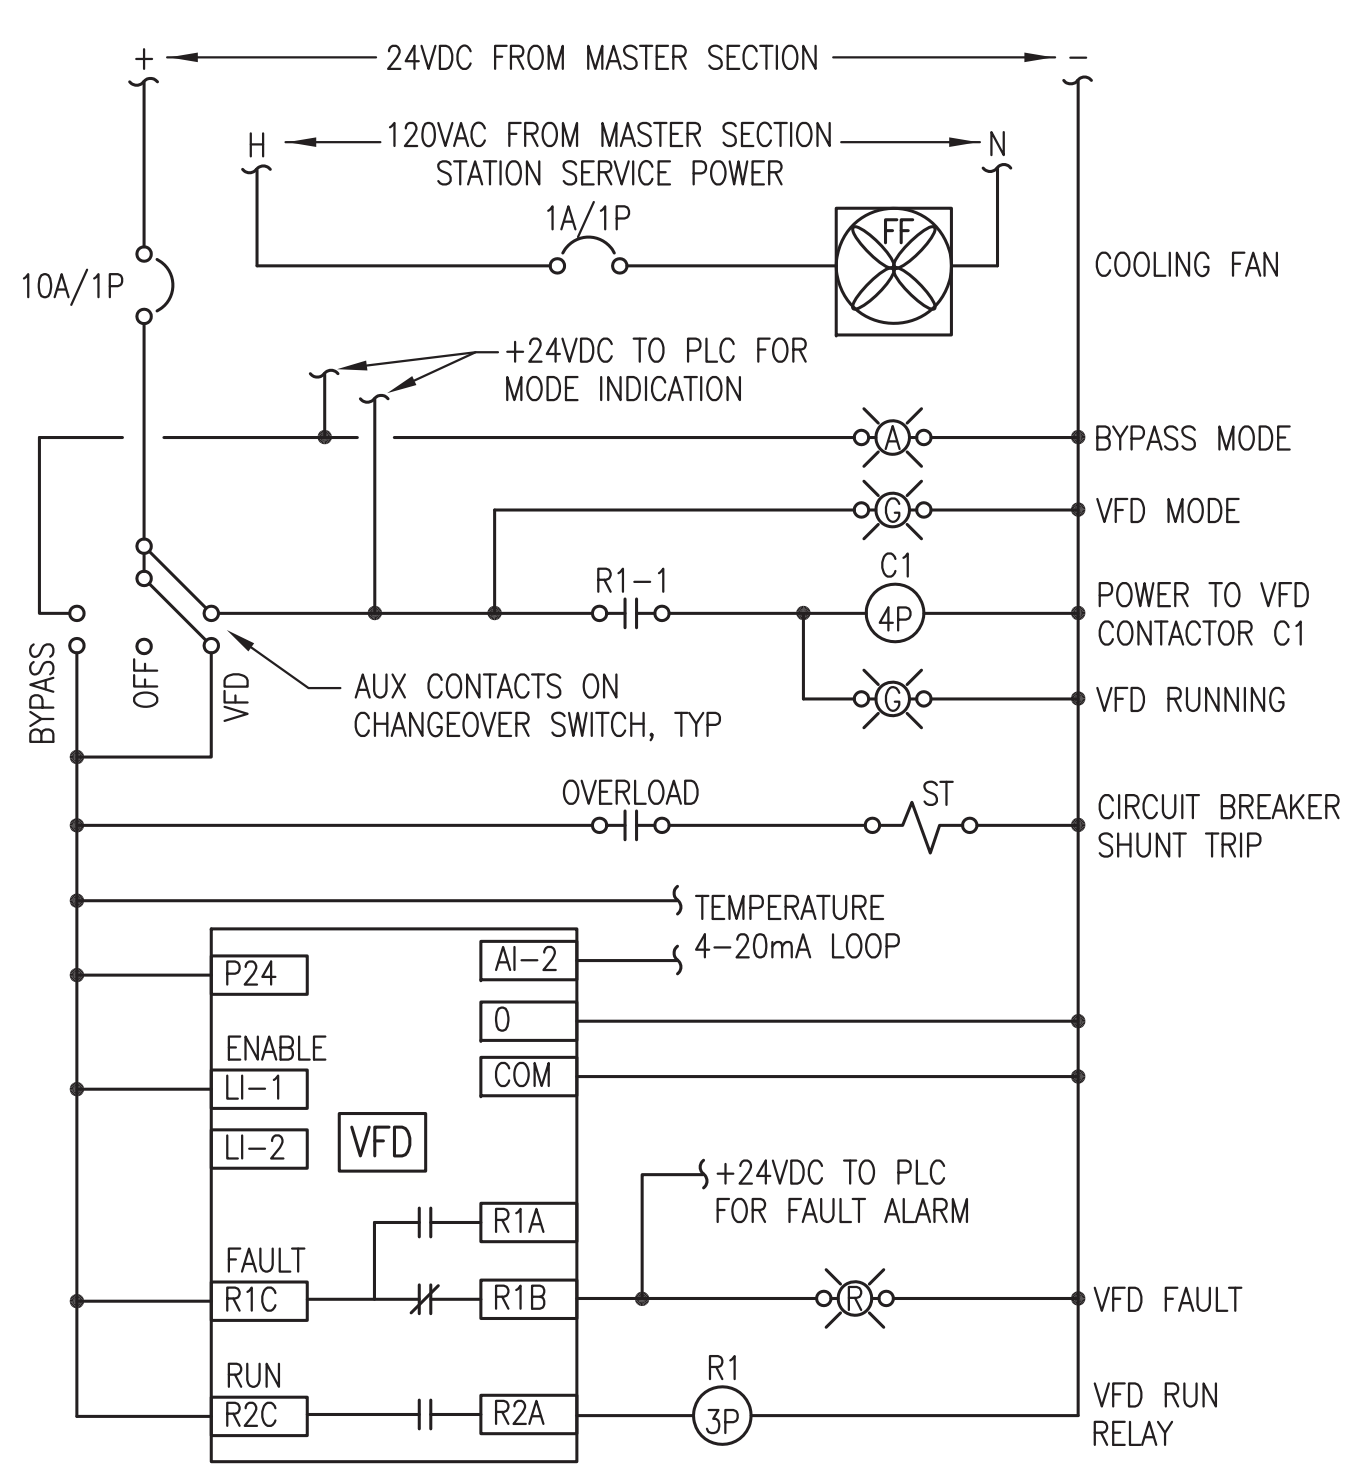 + 24VDC FROM MASTER SECTION −
H 120VAC FROM MASTER SECTION N
STATION SERVICE POWER
1A/1P
FF
COOLING FAN
10A/1P
+24VDC TO PLC FOR
MODE INDICATION
A
BYPASS MODE
G
VFD MODE
C1
R1-1
4P
POWER TO VFD
CONTACTOR C1
BYPASS
OFF
VFD
AUX CONTACTS ON
CHANGEOVER SWITCH, TYP
G
VFD RUNNING
OVERLOAD
ST
CIRCUIT BREAKER
SHUNT TRIP
TEMPERATURE
4-20mA LOOP
P24
AI-2
0
ENABLE
LI-1
COM
LI-2
VFD
+24VDC TO PLC
FOR FAULT ALARM
R1A
FAULT
R1C
R1B
R
VFD FAULT
RUN
R2C
R2A
R1
3P
VFD RUN
RELAY